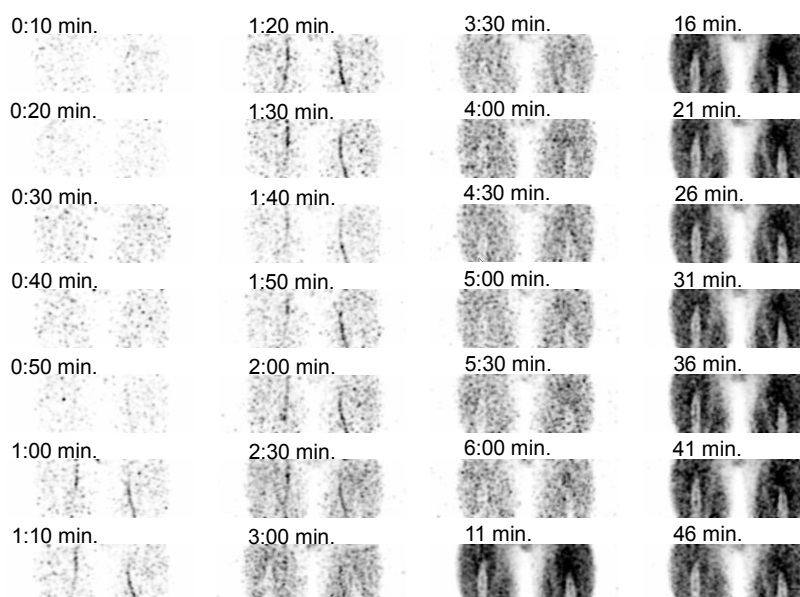 0:10 min.
0:20 min.
0:30 min.
0:40 min.
0:50 min.
1:00 min.
1:10 min.
1:20 min.
1:30 min.
1:40 min.
1:50 min.
2:00 min.
2:30 min.
3:00 min.
3:30 min.
4:00 min.
4:30 min.
5:00 min.
5:30 min.
6:00 min.
11 min.
16 min.
21 min.
26 min.
31 min.
36 min.
41 min.
46 min.